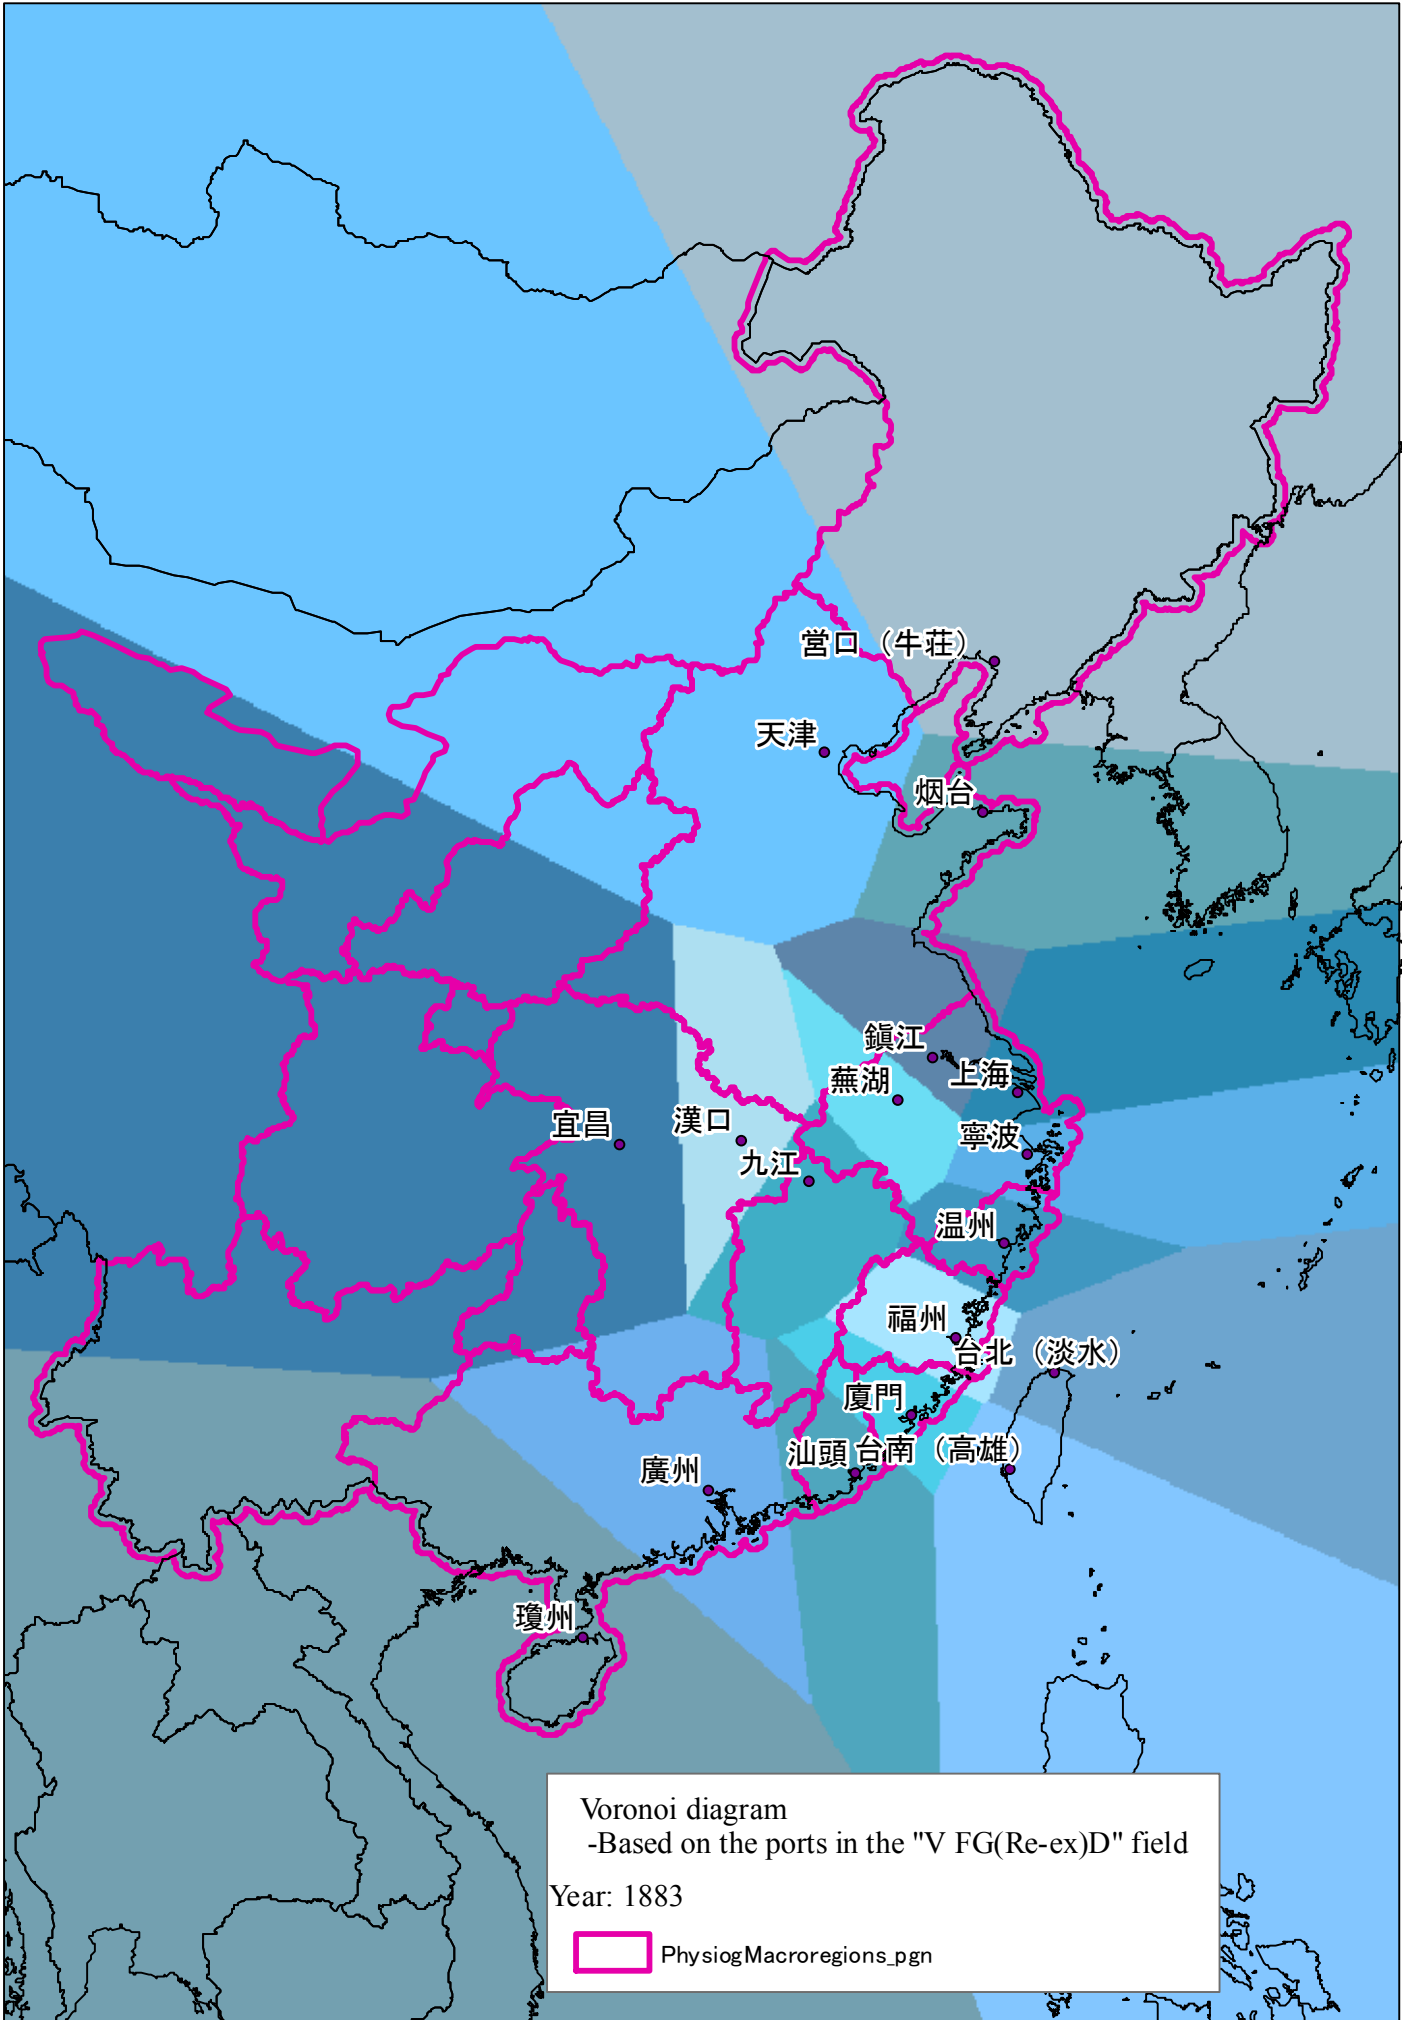 営口（牛荘）
天津
烟台
鎮江
上海
蕪湖
漢口
宜昌
寧波
九江
温州
福州
台北（淡水）
廈門
汕頭
台南（高雄）
廣州
瓊州
Voronoi diagram
-Based on the ports in the "V FG(Re-ex)D" field
Year: 1883
PhysiogMacroregions_pgn